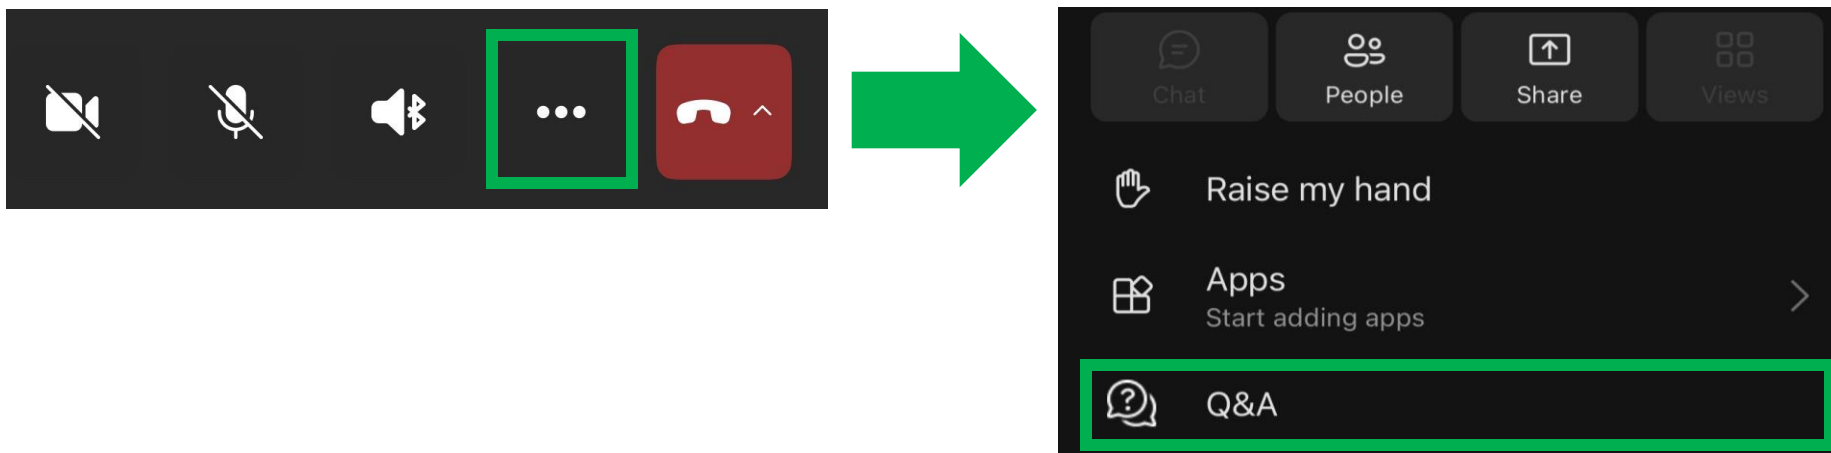 Chat
People
Share
Views
Raise my hand
Apps
Start adding apps
Q&A